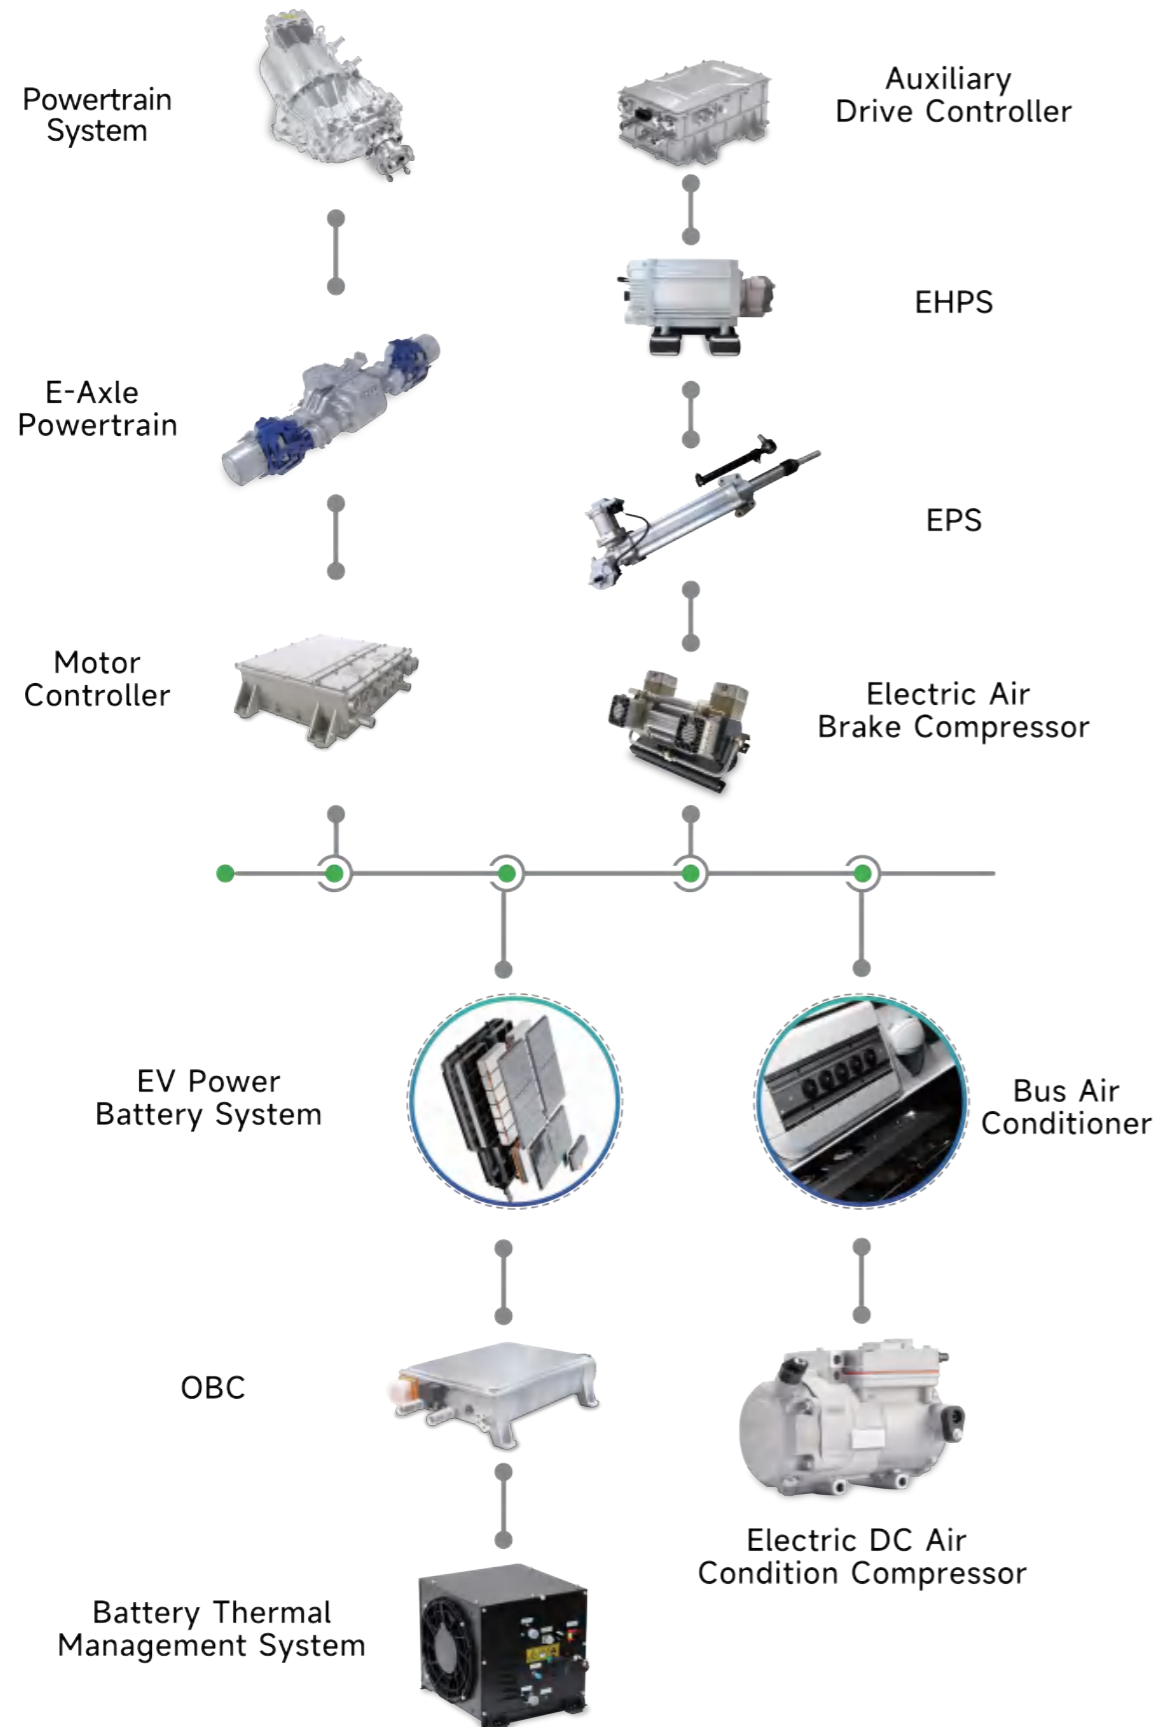 Powertrain
System
Auxiliary
Drive Controller
EHPS
E-Axle
Powertrain
EPS
Motor
Controller
Electric Air
Brake Compressor
EV Power
Battery System
Bus Air
Conditioner
OBC
Electric DC Air
Condition Compressor
Battery Thermal
Management System